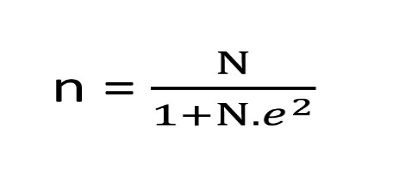 n = N / 1+N.e²